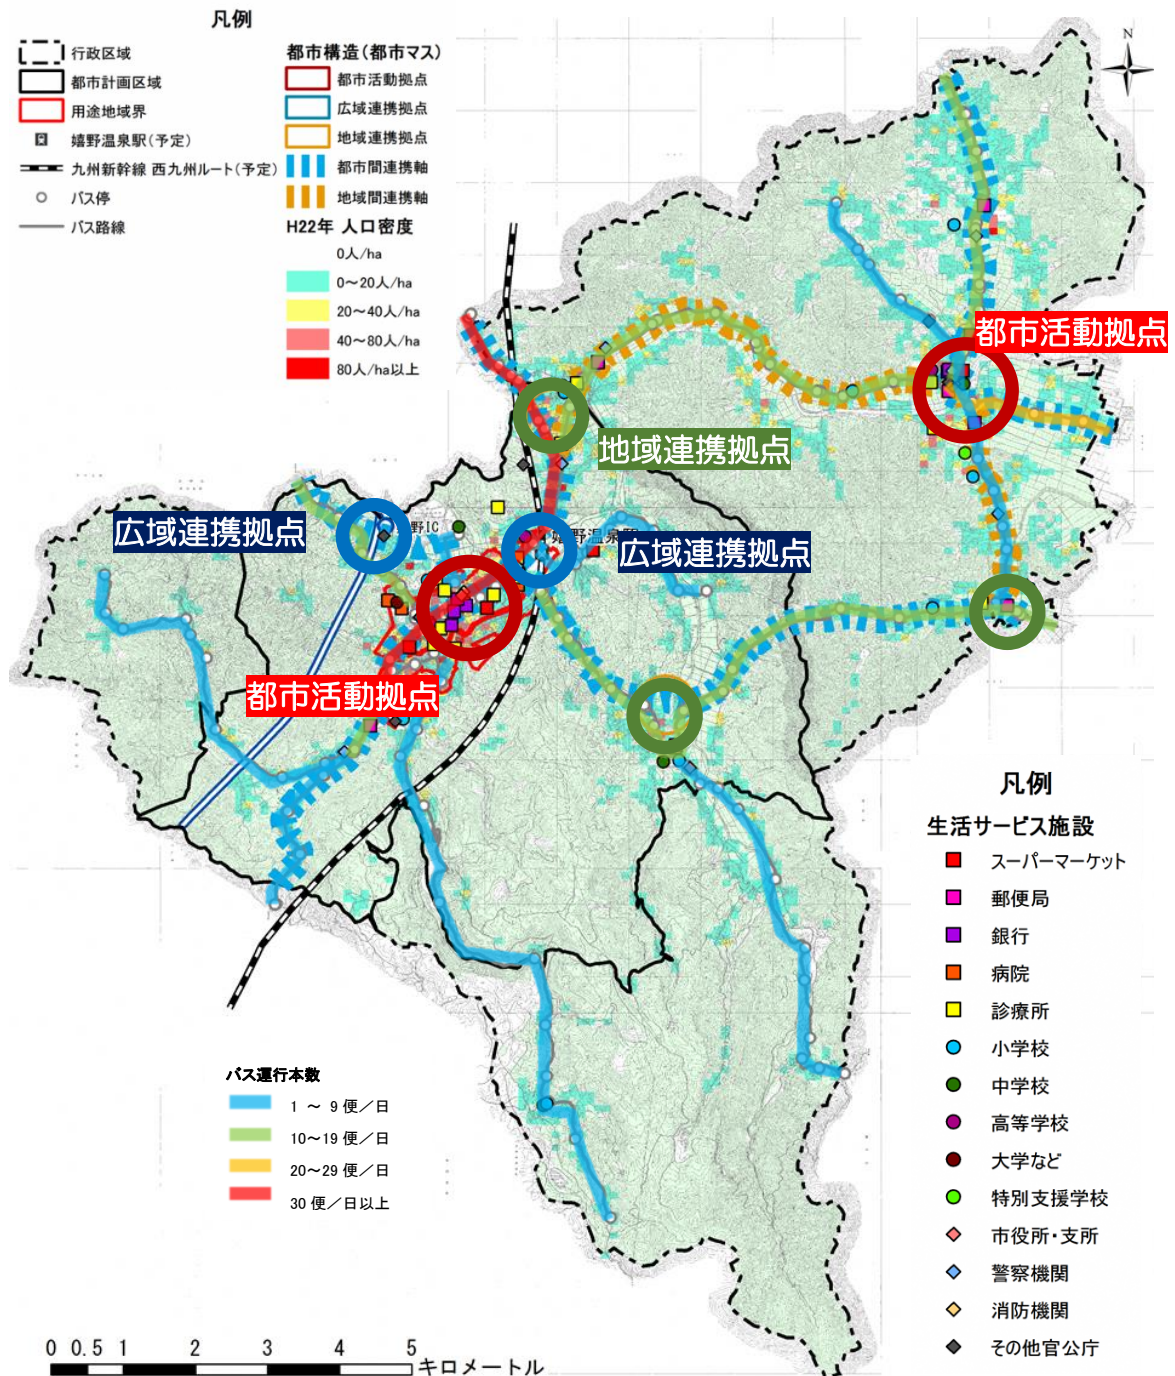 凡例
行政区域
都市計画区域
用途地域界
嬉野温泉駅(予定)
九州新幹線 西九州ルート(予定)
バス停
バス路線
都市構造(都市マス)
都市活動拠点
広域連携拠点
地域連携拠点
都市間連携軸
地域間連携軸
H22年 人口密度
0人/ha
0～20人/ha
20～40人/ha
40～80人/ha
80人/ha以上
N
都市活動拠点
地域連携拠点
広域連携拠点
野IC
嬉野温泉
広域連携拠点
都市活動拠点
凡例
生活サービス施設
スーパーマーケット
郵便局
銀行
病院
診療所
小学校
中学校
高等学校
大学など
特別支援学校
市役所・支所
警察機関
消防機関
その他官公庁
バス運行本数
1 ～ 9 便／日
10～19 便／日
20～29 便／日
30 便／日以上
0 0.5 1 2 3 4 5
キロメートル